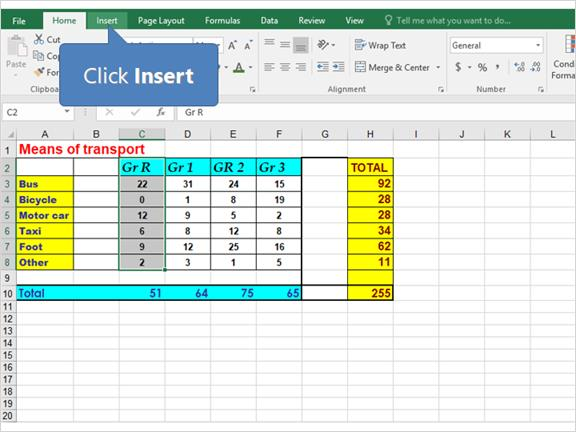 File Home Insert Page Layout Formulas Data Review View Tell me what you want to do...
Cut
Wrap Text General
Paste
Merge & Center $ % , Cond
Form
Clipboa Alignment Number
Click Insert
C2 fx Gr R
A B C D E F G H I J K L
1 Means of transport
2 Gr R Gr 1 GR 2 Gr 3 TOTAL
3 Bus 22 31 24 15 92
4 Bicycle 0 1 8 19 28
5 Motor car 12 9 5 2 28
6 Taxi 6 8 12 8 34
7 Foot 9 12 25 16 62
8 Other 2 3 1 5 11
9
10 Total 51 64 75 65 255
11
12
13
14
15
16
17
18
19
20